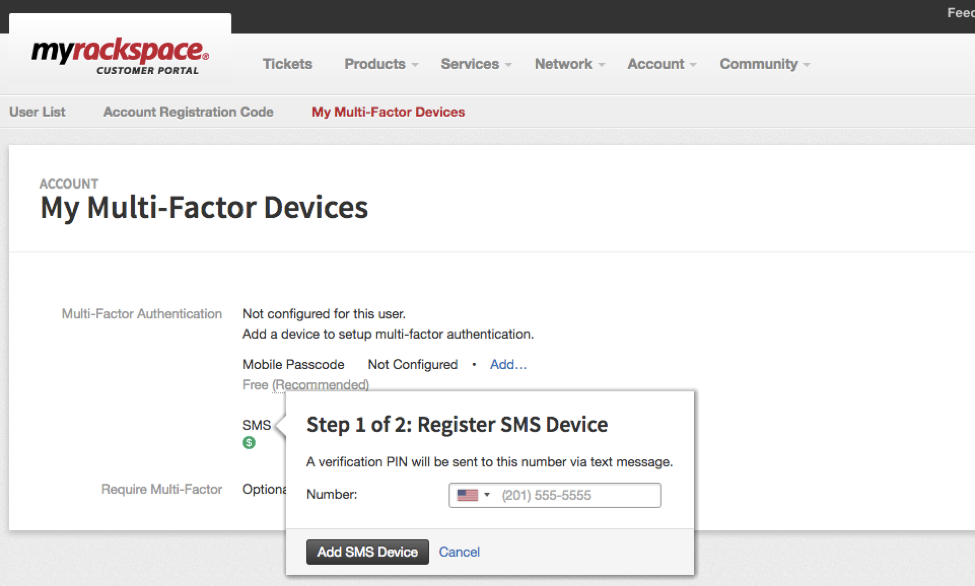 Feed
myrackspace®
CUSTOMER PORTAL
Tickets Products Services Network Account Community
User List Account Registration Code My Multi-Factor Devices
ACCOUNT
My Multi-Factor Devices
Multi-Factor Authentication Not configured for this user.
Add a device to setup multi-factor authentication.
Mobile Passcode Not Configured • Add...
Free (Recommended)
SMS
$
Step 1 of 2: Register SMS Device
A verification PIN will be sent to this number via text message.
Number: (201) 555-5555
Require Multi-Factor Optiona
Add SMS Device Cancel